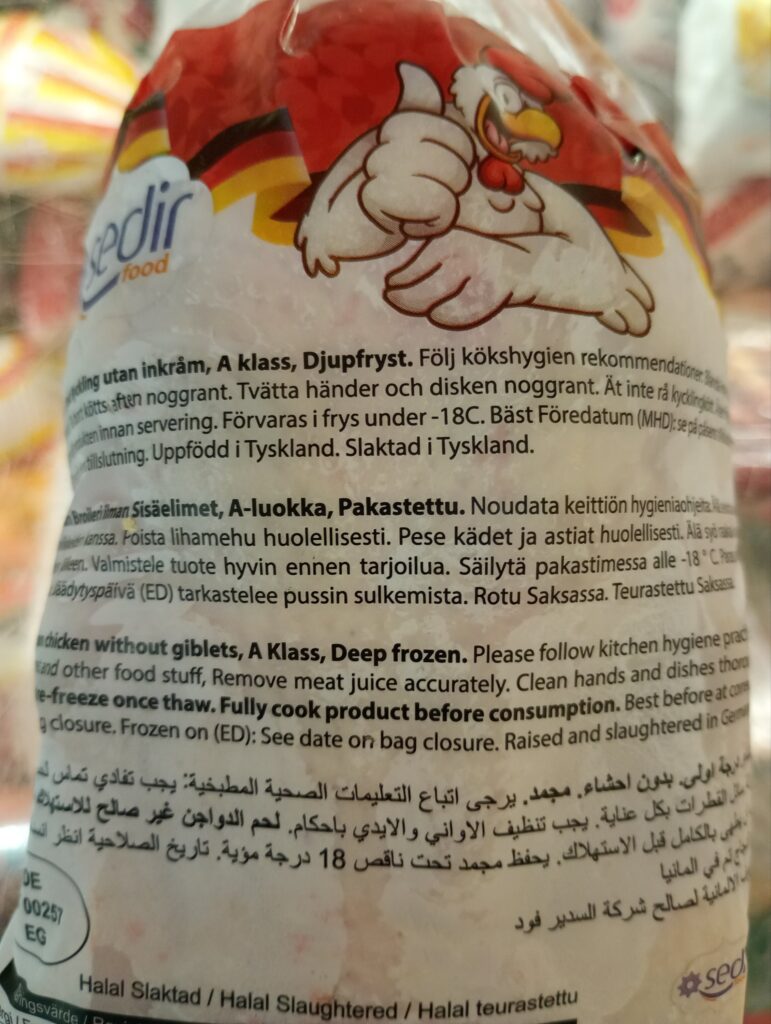 sedir
food
utan inkråm, A klass, Djupfryst. Följ kökshygien rekommendationer.
noggrant. Tvätta händer och disken noggrant. Ät inte rå
innan servering. Förvaras i frys under -18C. Bäst Föredatum (MHD): se på
tillslutning. Uppfödd i Tyskland. Slaktad i Tyskland.
ilman Sisäelimet, A-luokka, Pakastettu. Noudata keittiön hygieniaohjeita.
kanssa. Poista lihamehu huolellisesti. Pese kädet ja astiat huolellisesti. Älä syö
Valmistele tuote hyvin ennen tarjoilua. Säilytä pakastimessa alle -18 ° C.
(ED) tarkastelee pussin sulkemista. Rotu Saksassa. Teurastettu Saksassa.
chicken without giblets, A Klass, Deep frozen. Please follow kitchen hygiene
and other food stuff, Remove meat juice accurately. Clean hands and dishes
re-freeze once thaw. Fully cook product before consumption. Best before at
closure. Frozen on (ED): See date on bag closure. Raised and slaughtered in
درجة اولى. بدون احشاء. مجمد. يرجى اتباع التعليمات الصحية المطبخية: يجب تفادي تماس
القطرات بكل عناية. يجب تنظيف الاواني والايدي باحكام. لحم الدواجن غير صالح للاستهلاك
بالكامل قبل الاستهلاك. يحفظ مجمد تحت ناقص 18 درجة مؤية. تاريخ الصلاحية انظر
تم في المانيا
الالمانية لصالح شركة السدير فود
DE
00257
EG
Halal Slaktad / Halal Slaughtered / Halal teurastettu